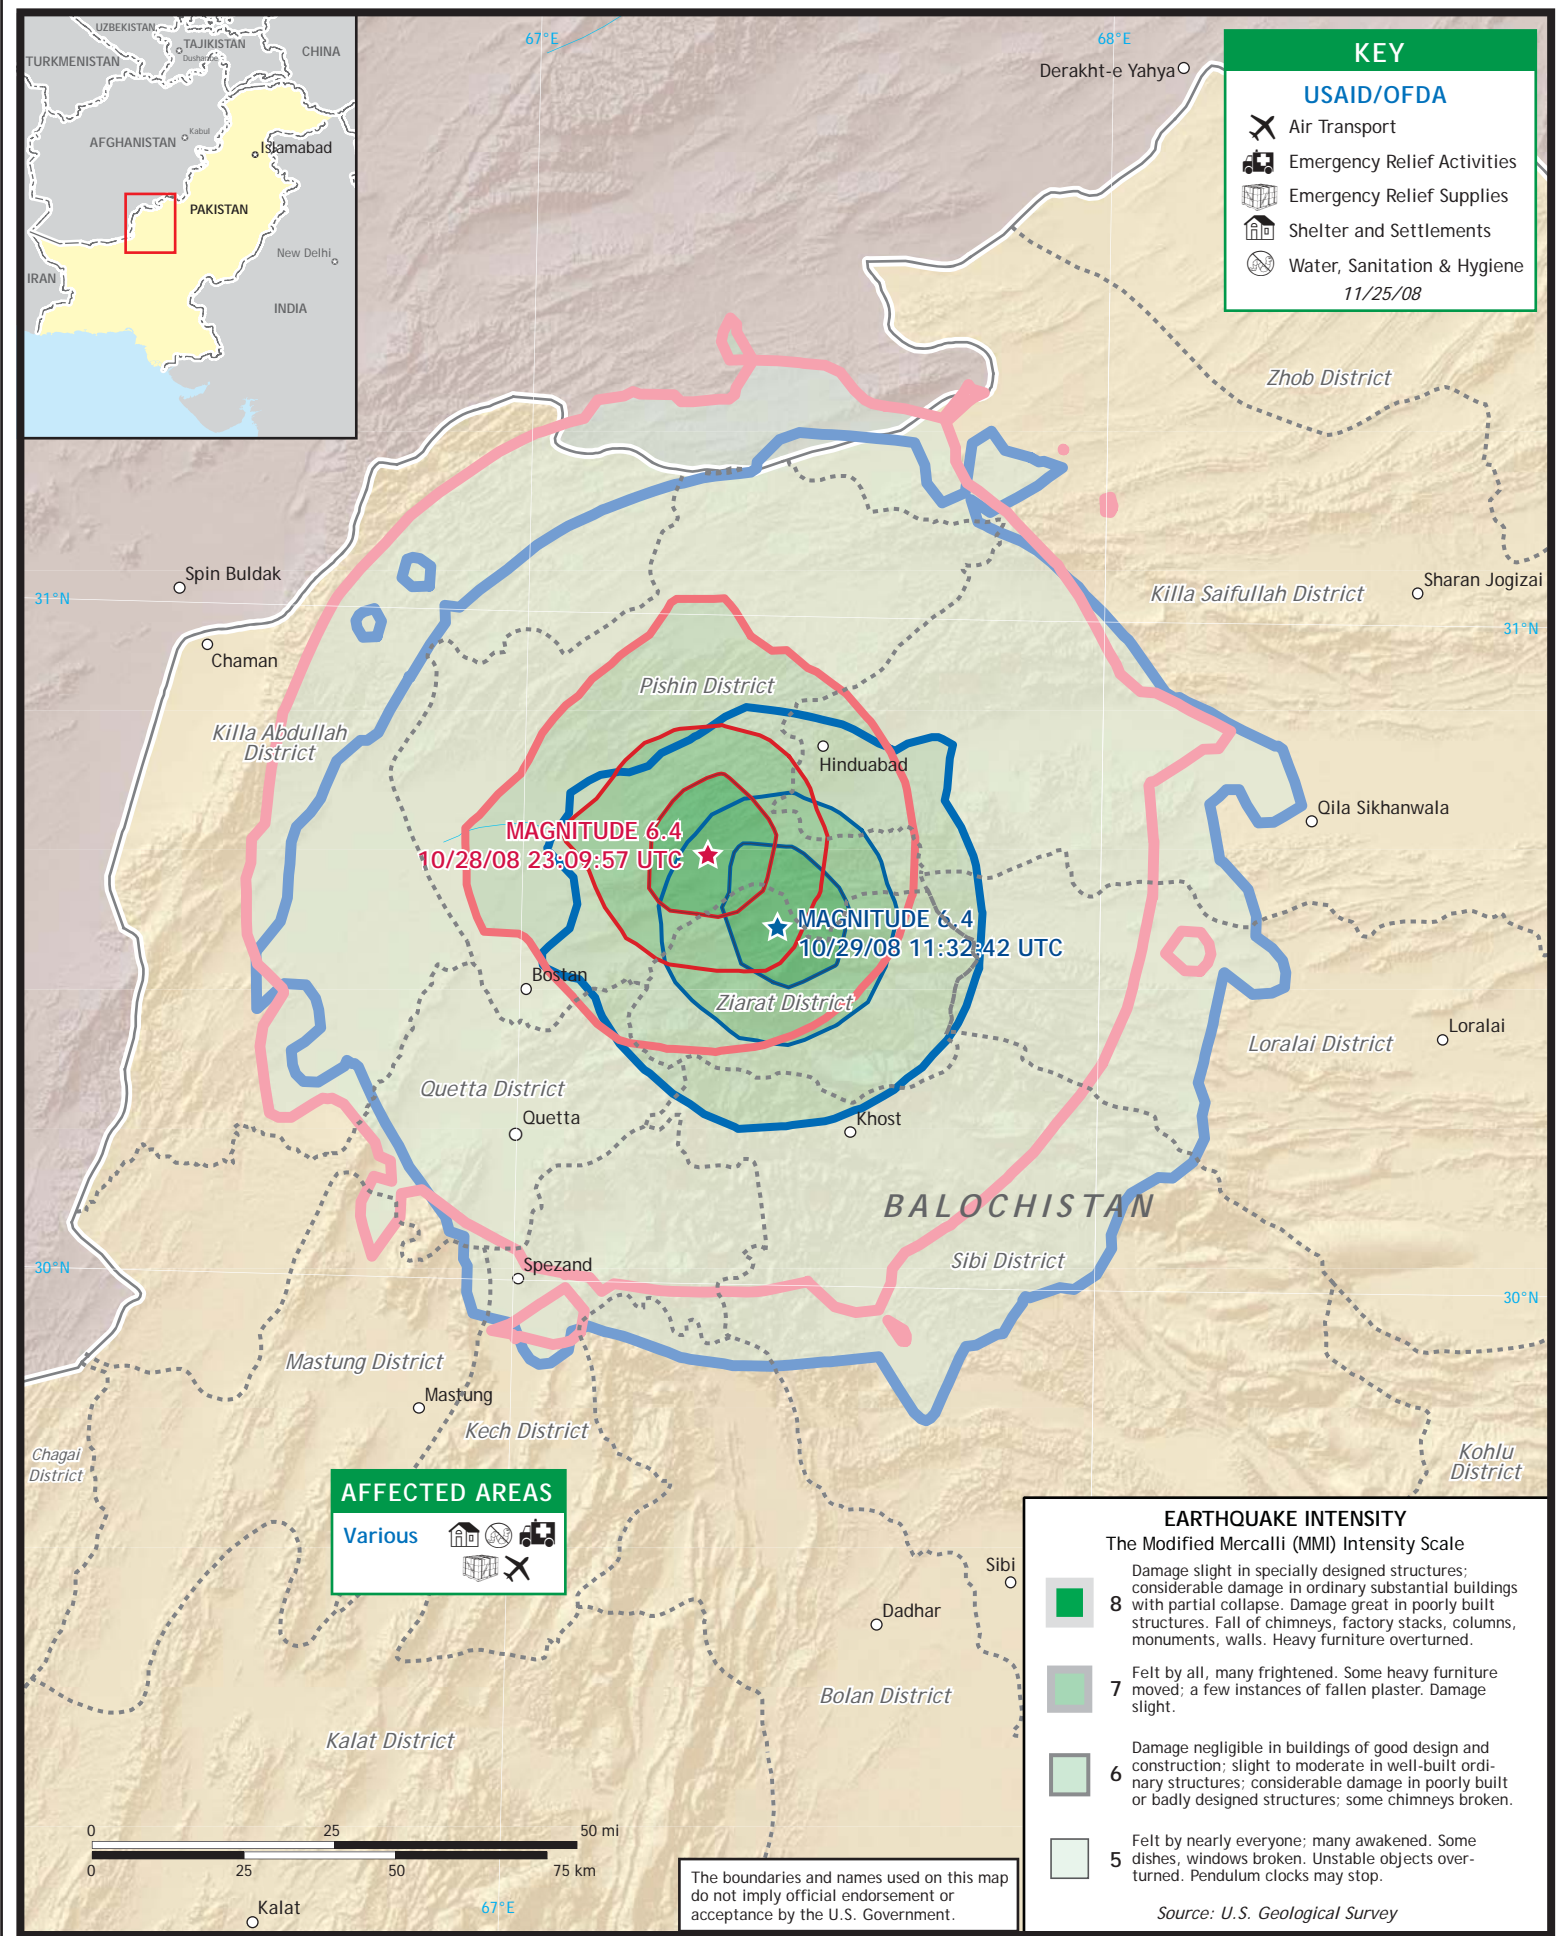 UZBEKISTAN
TAJIKISTAN
Dushanbe
CHINA
TURKMENISTAN
AFGHANISTAN
Kabul
Islamabad
PAKISTAN
New Delhi
IRAN
INDIA
67°E
68°E
Derakht-e Yahya
KEY
USAID/OFDA
Air Transport
Emergency Relief Activities
Emergency Relief Supplies
Shelter and Settlements
Water, Sanitation & Hygiene
11/25/08
Zhob District
Spin Buldak
31°N
Killa Saifullah District
Sharan Jogizai
31°N
Chaman
Pishin District
Killa Abdullah
District
Hinduabad
Qila Sikhanwala
MAGNITUDE 6.4
10/28/08 23:09:57 UTC
MAGNITUDE 6.4
10/29/08 11:32:42 UTC
Bostan
Ziarat District
Loralai
Loralai District
Quetta District
Quetta
Khost
BALOCHISTAN
Sibi District
Spezand
30°N
30°N
Mastung District
Mastung
Kech District
Chagai
District
Kohlu
District
AFFECTED AREAS
Various
Sibi
Dadhar
Bolan District
Kalat District
EARTHQUAKE INTENSITY
The Modified Mercalli (MMI) Intensity Scale
8
Damage slight in specially designed structures;
considerable damage in ordinary substantial buildings
with partial collapse. Damage great in poorly built
structures. Fall of chimneys, factory stacks, columns,
monuments, walls. Heavy furniture overturned.
7
Felt by all, many frightened. Some heavy furniture
moved; a few instances of fallen plaster. Damage
slight.
6
Damage negligible in buildings of good design and
construction; slight to moderate in well-built ordi-
nary structures; considerable damage in poorly built
or badly designed structures; some chimneys broken.
5
Felt by nearly everyone; many awakened. Some
dishes, windows broken. Unstable objects over-
turned. Pendulum clocks may stop.
Source: U.S. Geological Survey
0 25 50 mi
0 25 50 75 km
Kalat
67°E
The boundaries and names used on this map
do not imply official endorsement or
acceptance by the U.S. Government.